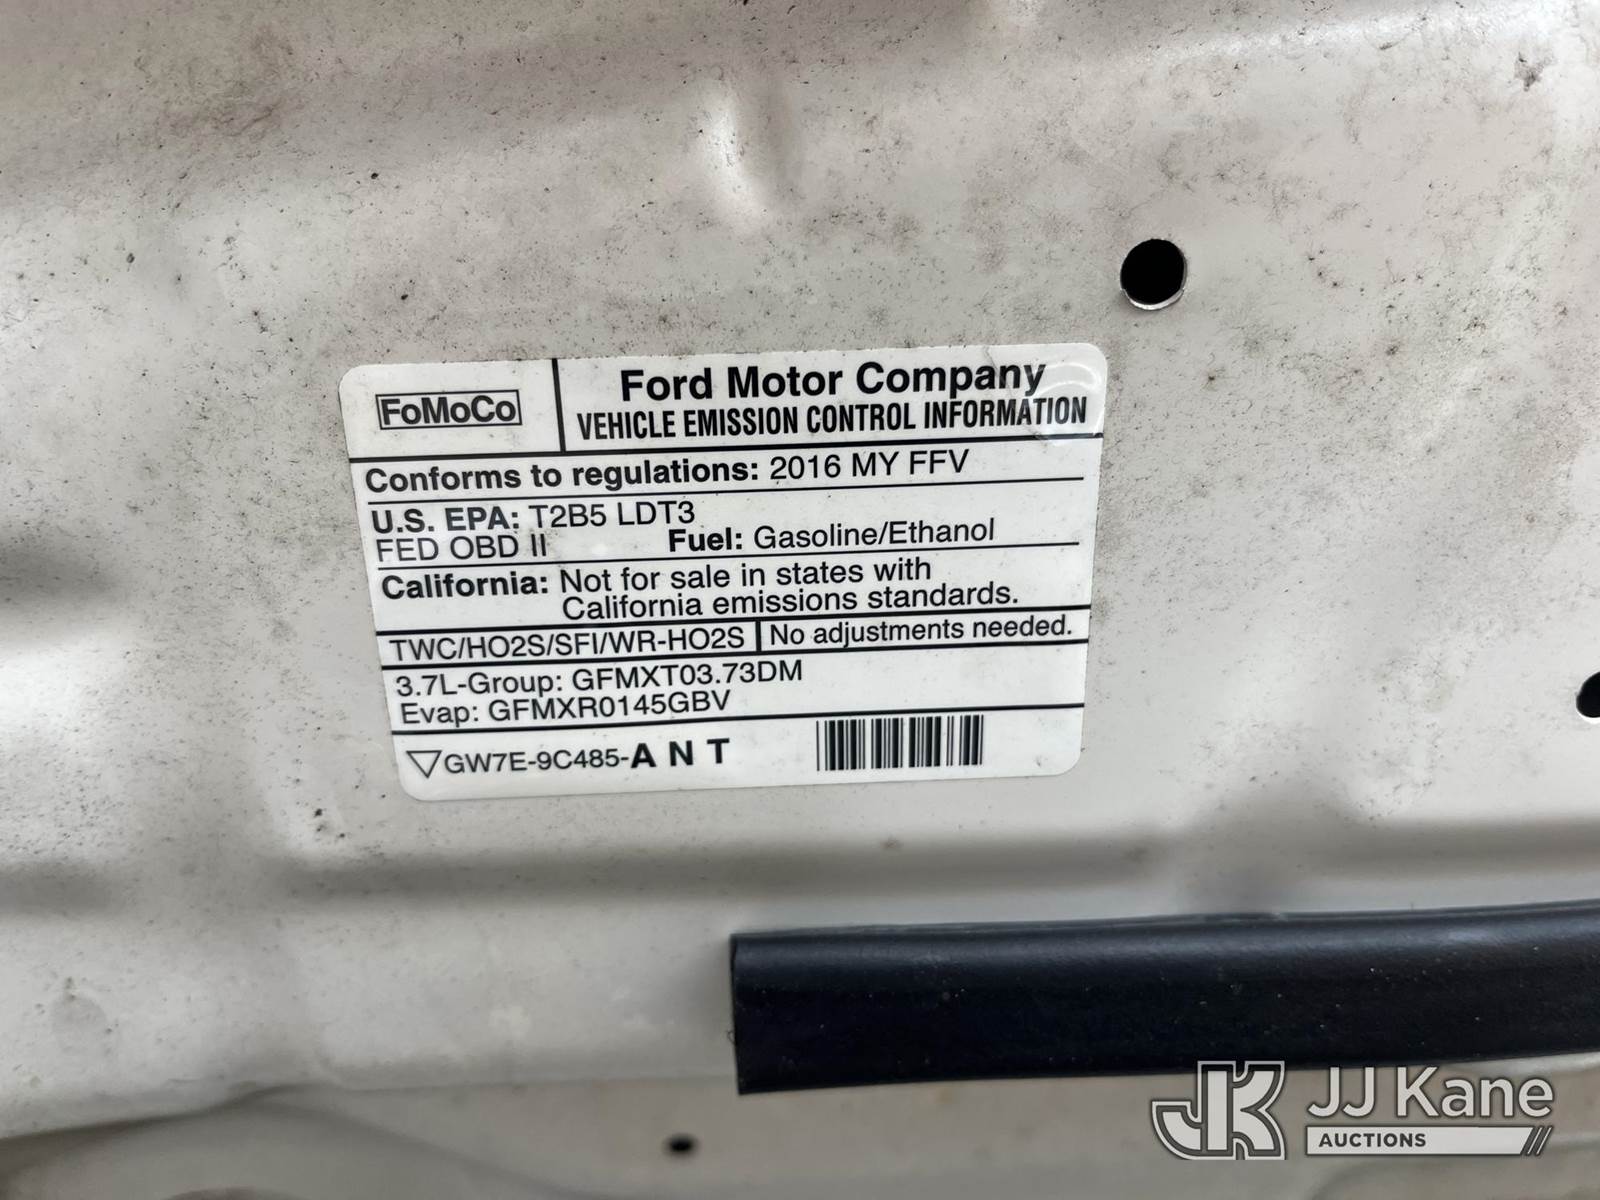 FoMoCo
Ford Motor Company
VEHICLE EMISSION CONTROL INFORMATION
Conforms to regulations: 2016 MY FFV
U.S. EPA: T2B5 LDT3
FED OBD II Fuel: Gasoline/Ethanol
California: Not for sale in states with
California emissions standards.
TWC/HO2S/SFI/WR-HO2S No adjustments needed.
3.7L-Group: GFMXT03.73DM
Evap: GFMXR0145GBV
GW7E-9C485-A N T
JK JJ Kane
AUCTIONS